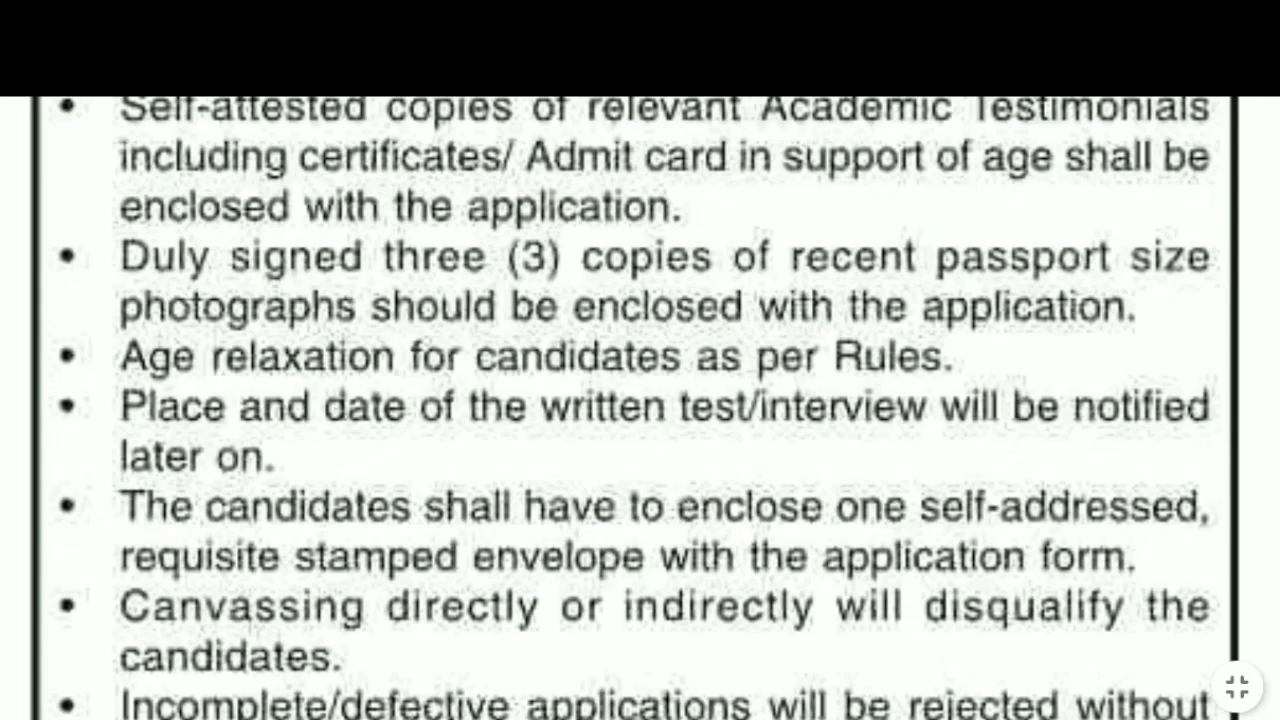 • Self-attested copies of relevant Academic Testimonials
including certificates/ Admit card in support of age shall be
enclosed with the application.
• Duly signed three (3) copies of recent passport size
photographs should be enclosed with the application.
• Age relaxation for candidates as per Rules.
• Place and date of the written test/interview will be notified
later on.
• The candidates shall have to enclose one self-addressed,
requisite stamped envelope with the application form.
• Canvassing directly or indirectly will disqualify the
candidates.
• Incomplete/defective applications will be rejected without